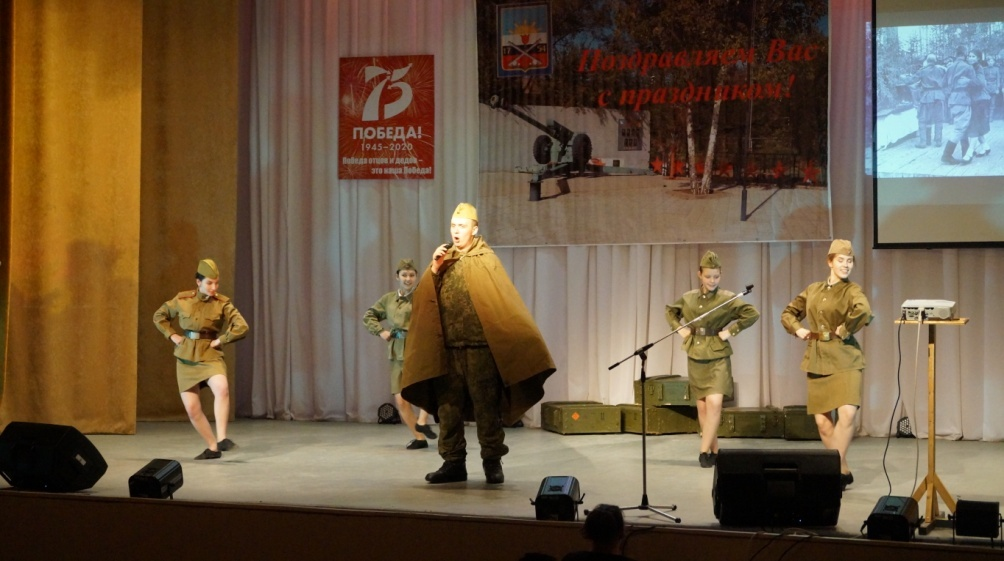 75
ПОБЕДА!
1945–2020
Победа отцов и дедов –
это наша Победа!
Поздравляем Вас
с праздником!